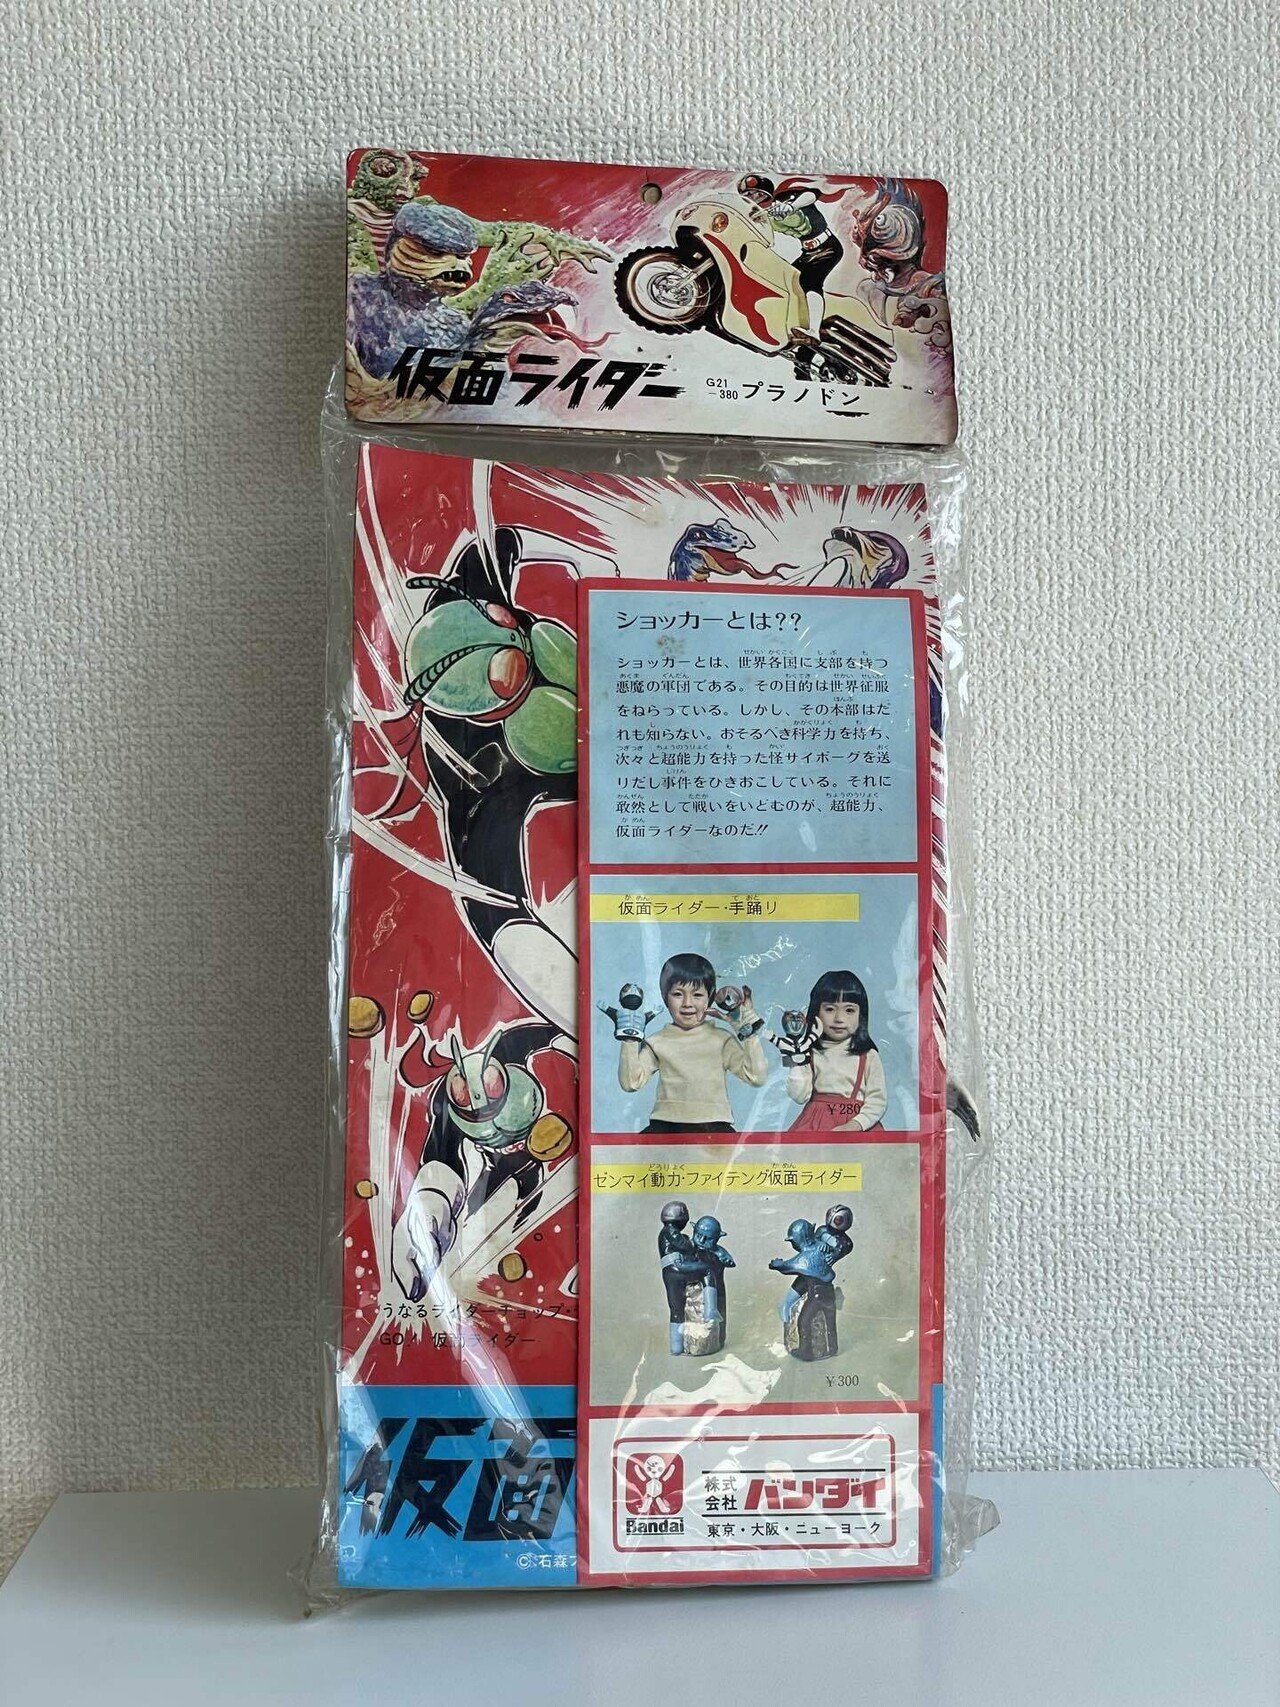 仮面ライダー
G21
-380 プラノドン
ショッカーとは??
ショッカーとは、世界各国に支部を持つ
悪魔の軍団である。その目的は世界征服
をねらっている。しかし、その本部はだ
れも知らない。おそるべき科学力を持ち、
次々と超能力を持った怪サイボーグを送
りだし事件をひきおこしている。それに
敢然として戦いをいどむのが、超能力、
仮面ライダーなのだ!!
仮面ライダー・手踊り
¥280
ゼンマイ動力・ファイテング仮面ライダー
¥300
うなるライダーチョップ・
GO! 仮面ライダー
仮面
©石森プ
Bandai
株式
会社 バンダイ
東京・大阪・ニューヨーク